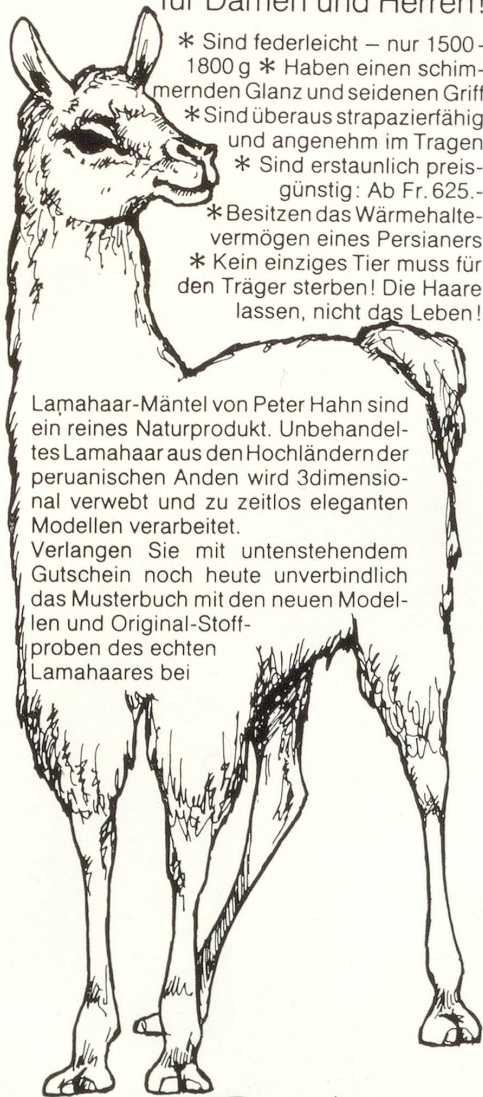 für Damen und Herren!
* Sind federleicht – nur 1500-
1800 g * Haben einen schim-
mernden Glanz und seidenen Griff
* Sind überaus strapazierfähig
und angenehm im Tragen
* Sind erstaunlich preis-
günstig: Ab Fr. 625.-
* Besitzen das Wärmehalte-
vermögen eines Persianers
* Kein einziges Tier muss für
den Träger sterben! Die Haare
lassen, nicht das Leben!
Lamahaar-Mäntel von Peter Hahn sind
ein reines Naturprodukt. Unbehandel-
tes Lamahaar aus den Hochländern der
peruanischen Anden wird 3dimensio-
nal verwebt und zu zeitlos eleganten
Modellen verarbeitet.
Verlangen Sie mit untenstehendem
Gutschein noch heute unverbindlich
das Musterbuch mit den neuen Model-
len und Original-Stoff-
proben des echten
Lamahaares bei